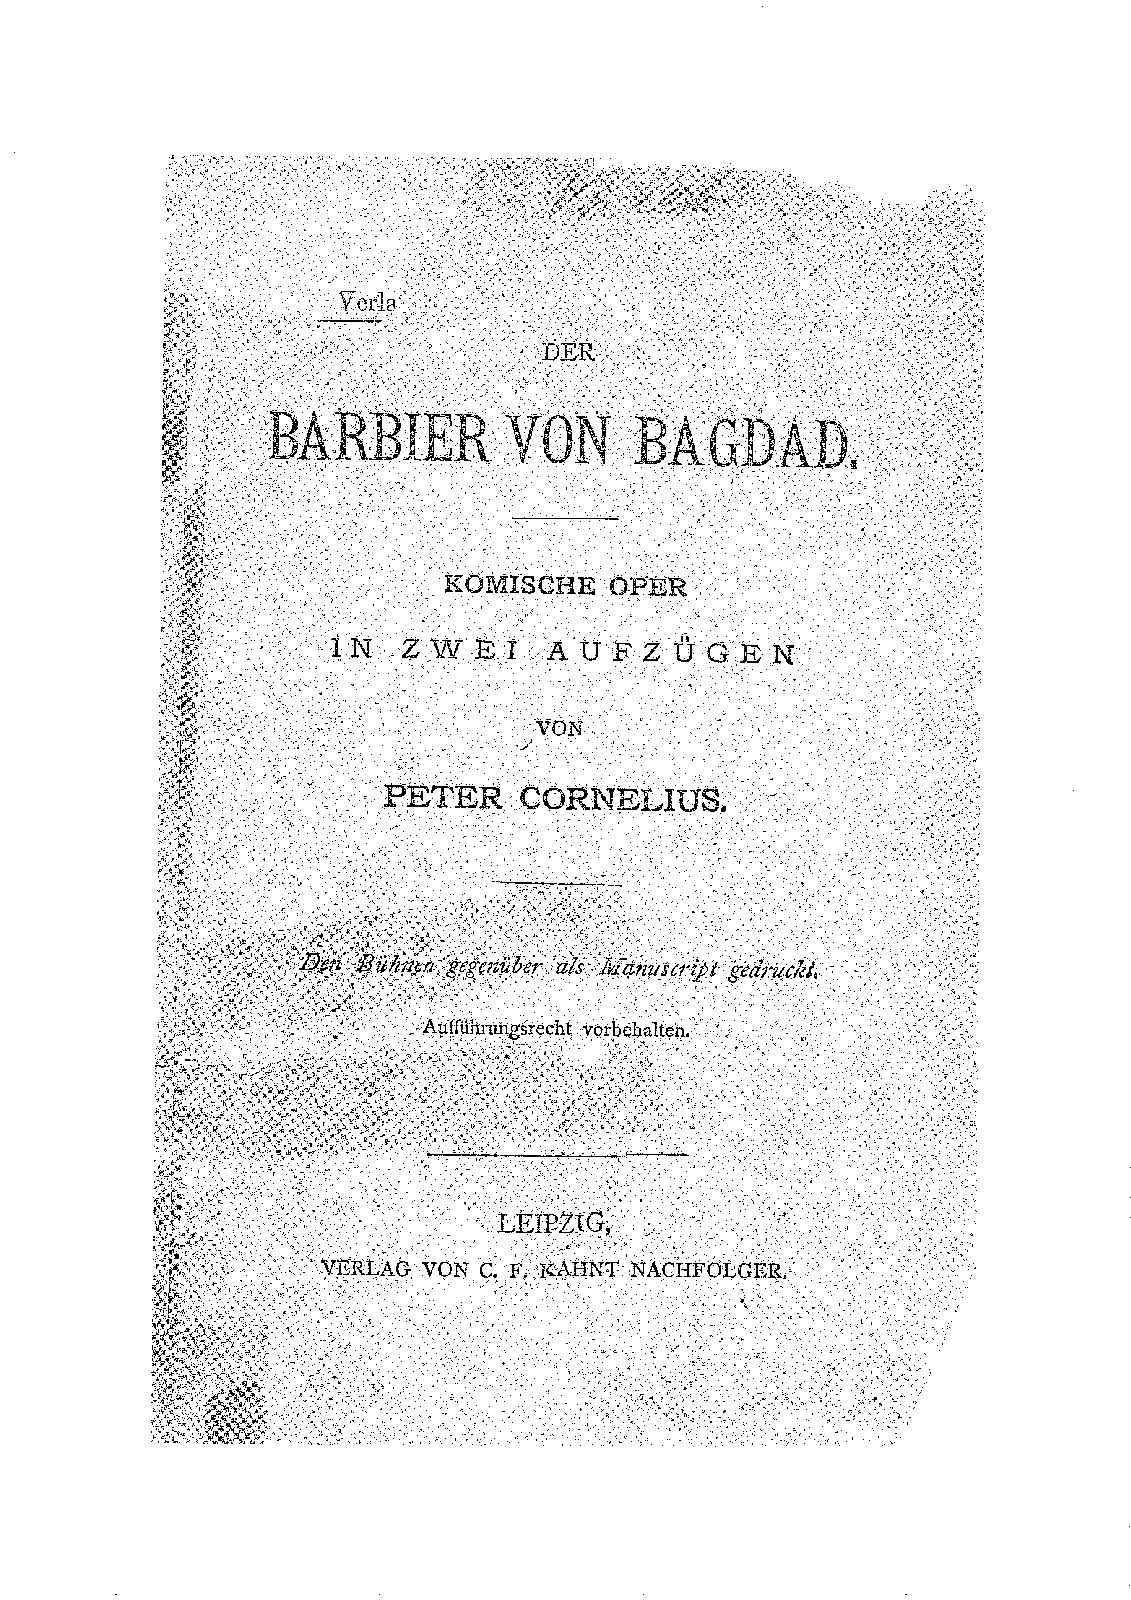 Verla
DER
BARBIER VON BAGDAD.
KOMISCHE OPER
IN ZWEI AUFZÜGEN
VON
PETER CORNELIUS.
Den Bühnen gegenüber als Manuscript gedruckt.
Aufführungsrecht vorbehalten.
LEIPZIG,
VERLAG VON C. F. KAHNT NACHFOLGER.